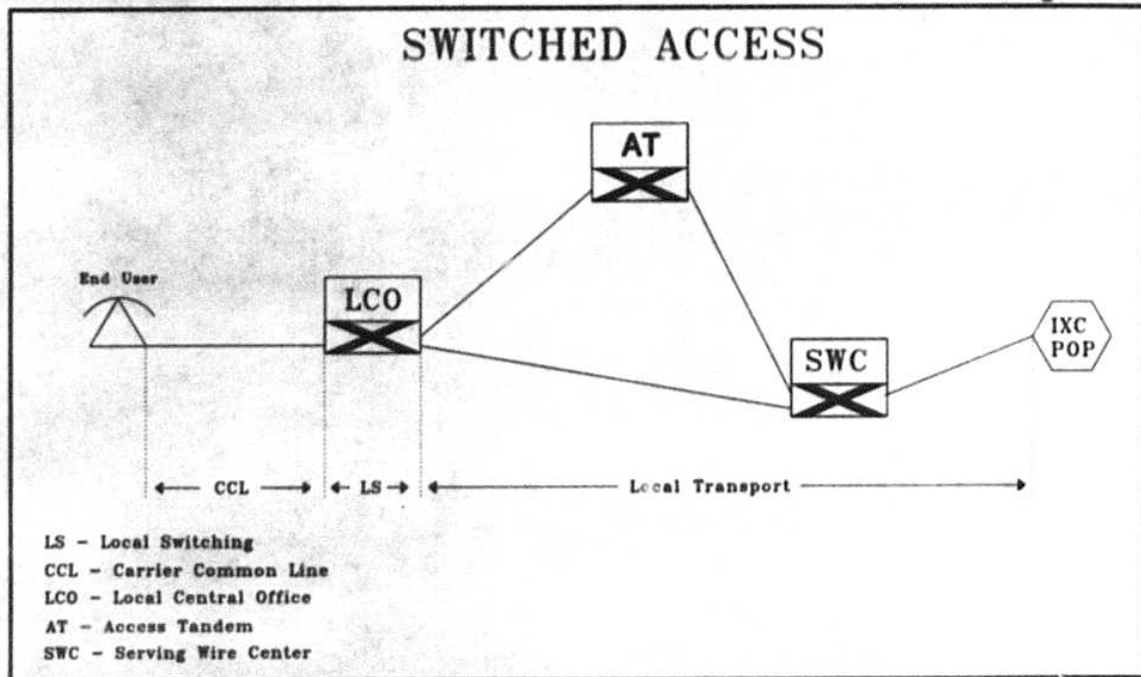 SWITCHED ACCESS
AT
End User
LCO
IXC
POP
SWC
CCL
LS
Local Transport
LS - Local Switching
CCL - Carrier Common Line
LCO - Local Central Office
AT - Access Tandem
SWC - Serving Wire Center